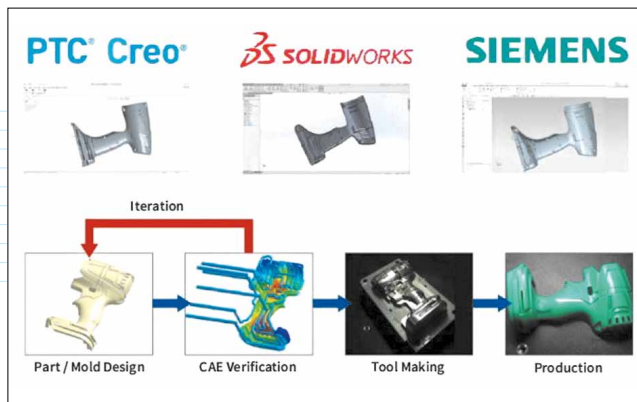 PTC® Creo®
SOLIDWORKS
SIEMENS
Iteration
Part / Mold Design
CAE Verification
Tool Making
Production